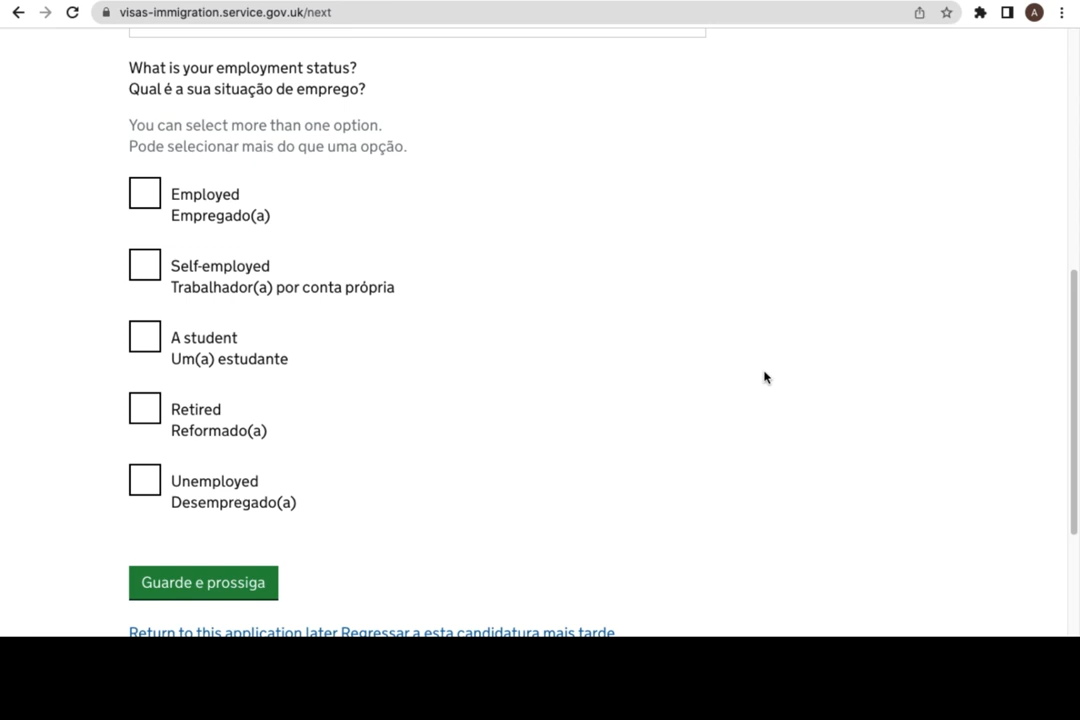 visas-immigration.service.gov.uk/next
A
What is your employment status?
Qual é a sua situação de emprego?
You can select more than one option.
Pode selecionar mais do que uma opção.
Employed
Empregado(a)
Self-employed
Trabalhador(a) por conta própria
A student
Um(a) estudante
Retired
Reformado(a)
Unemployed
Desempregado(a)
Guarde e prossiga
Return to this application later Regressar a esta candidatura mais tarde